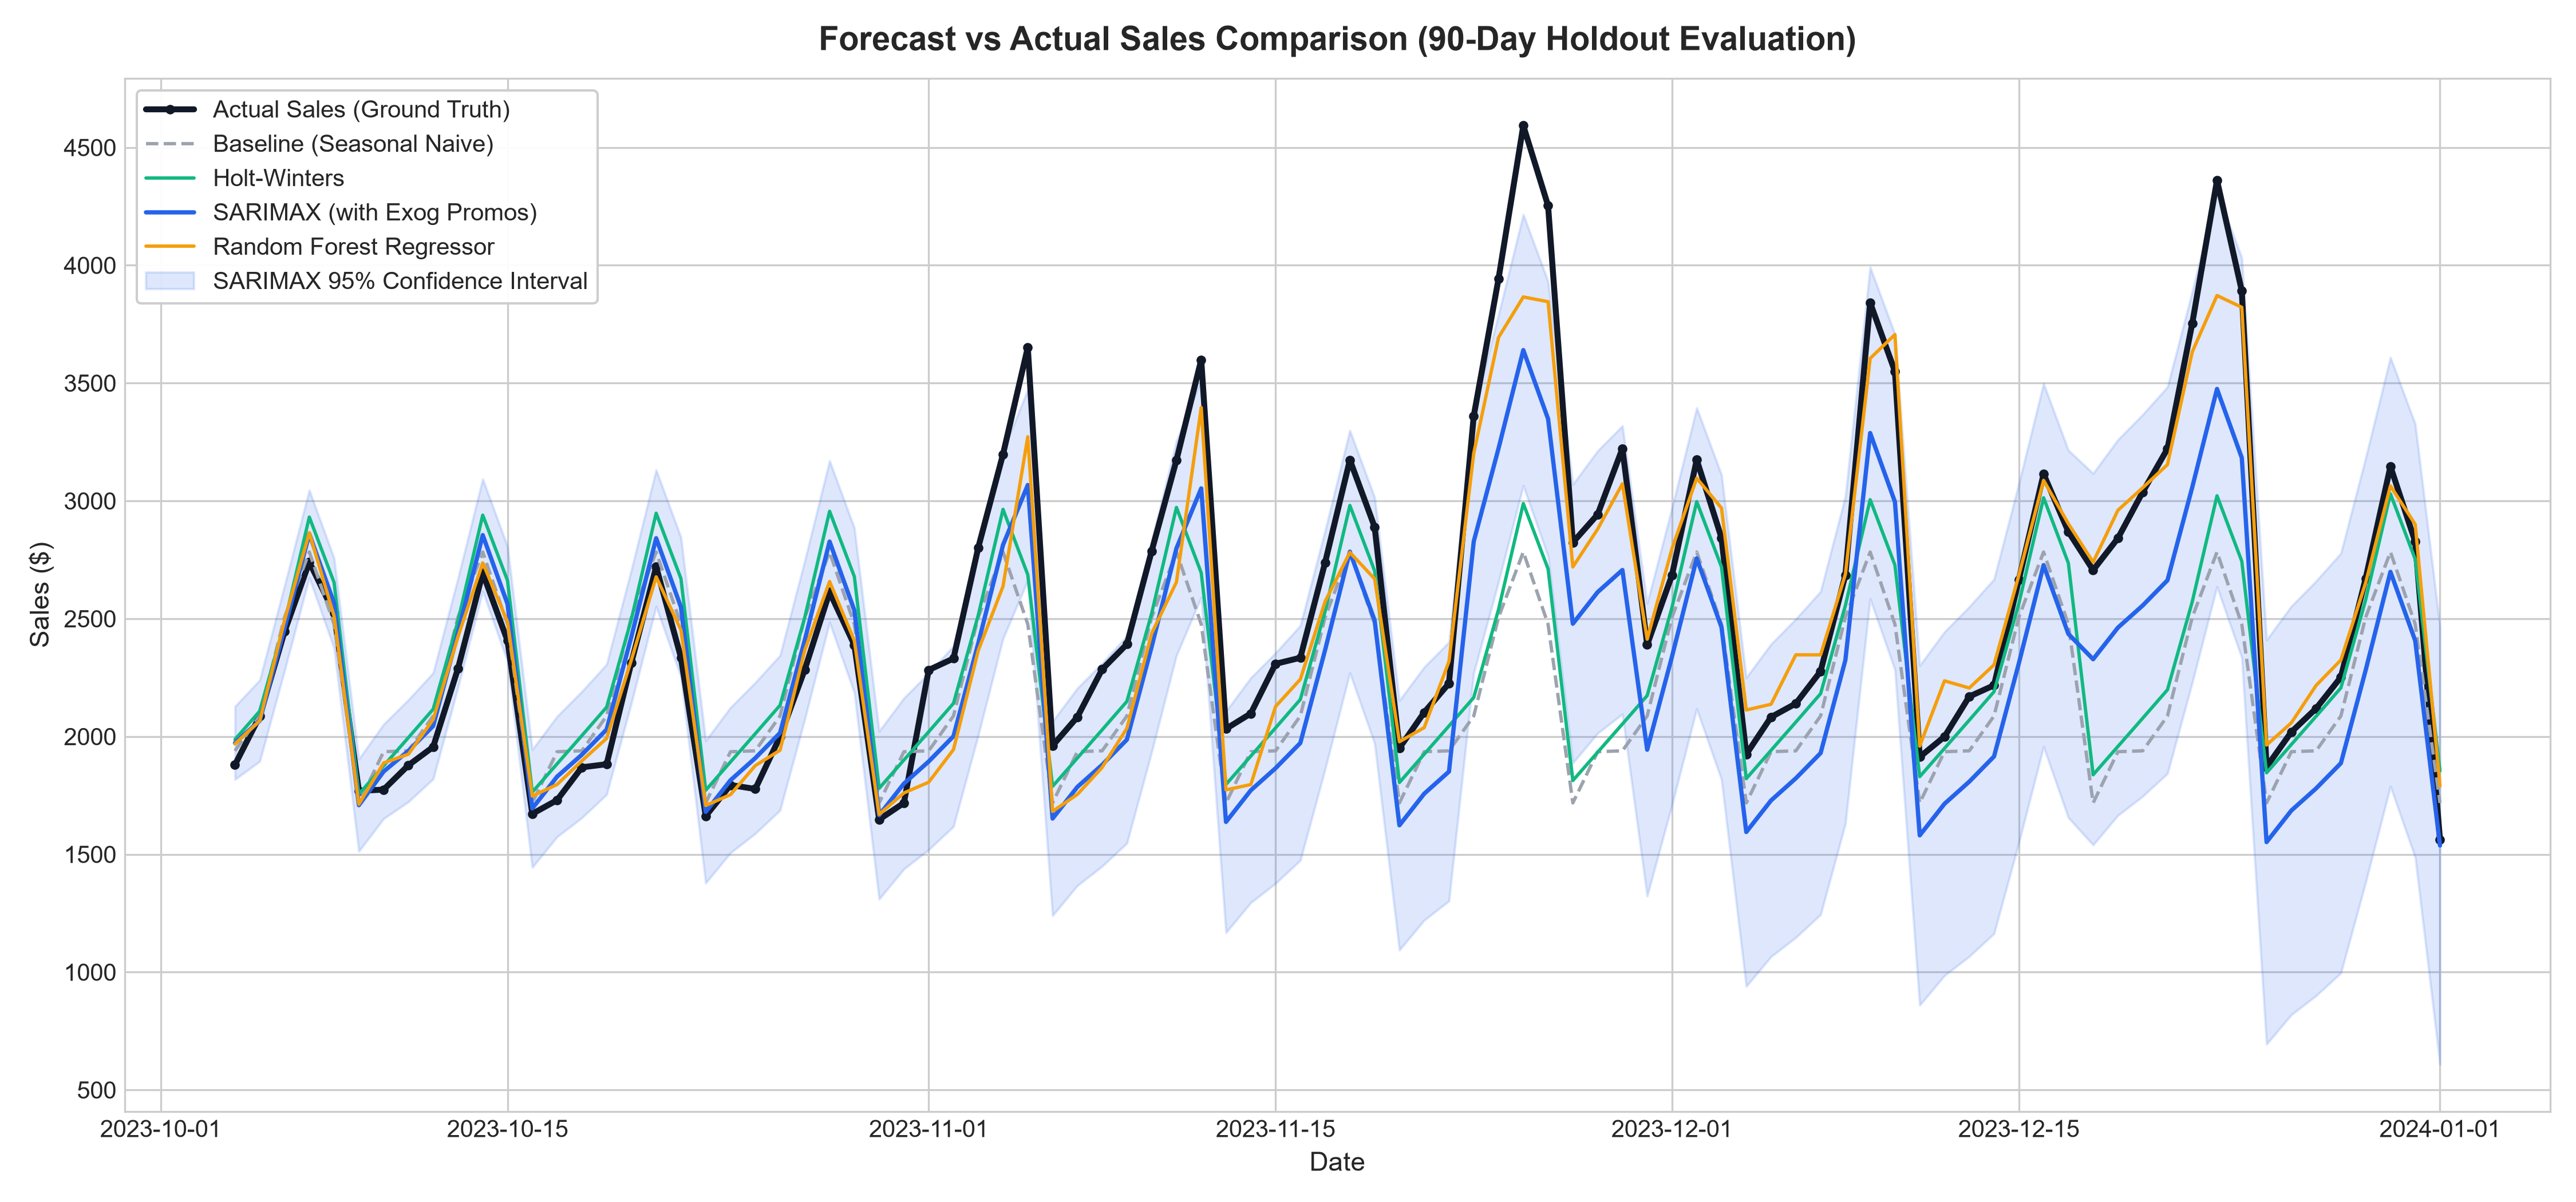 Forecast vs Actual Sales Comparison (90-Day Holdout Evaluation)
Actual Sales (Ground Truth)
Baseline (Seasonal Naive)
Holt-Winters
SARIMAX (with Exog Promos)
Random Forest Regressor
SARIMAX 95% Confidence Interval
Sales ($)
4500
4000
3500
3000
2500
2000
1500
1000
500
2023-10-01
2023-10-15
2023-11-01
2023-11-15
2023-12-01
2023-12-15
2024-01-01
Date